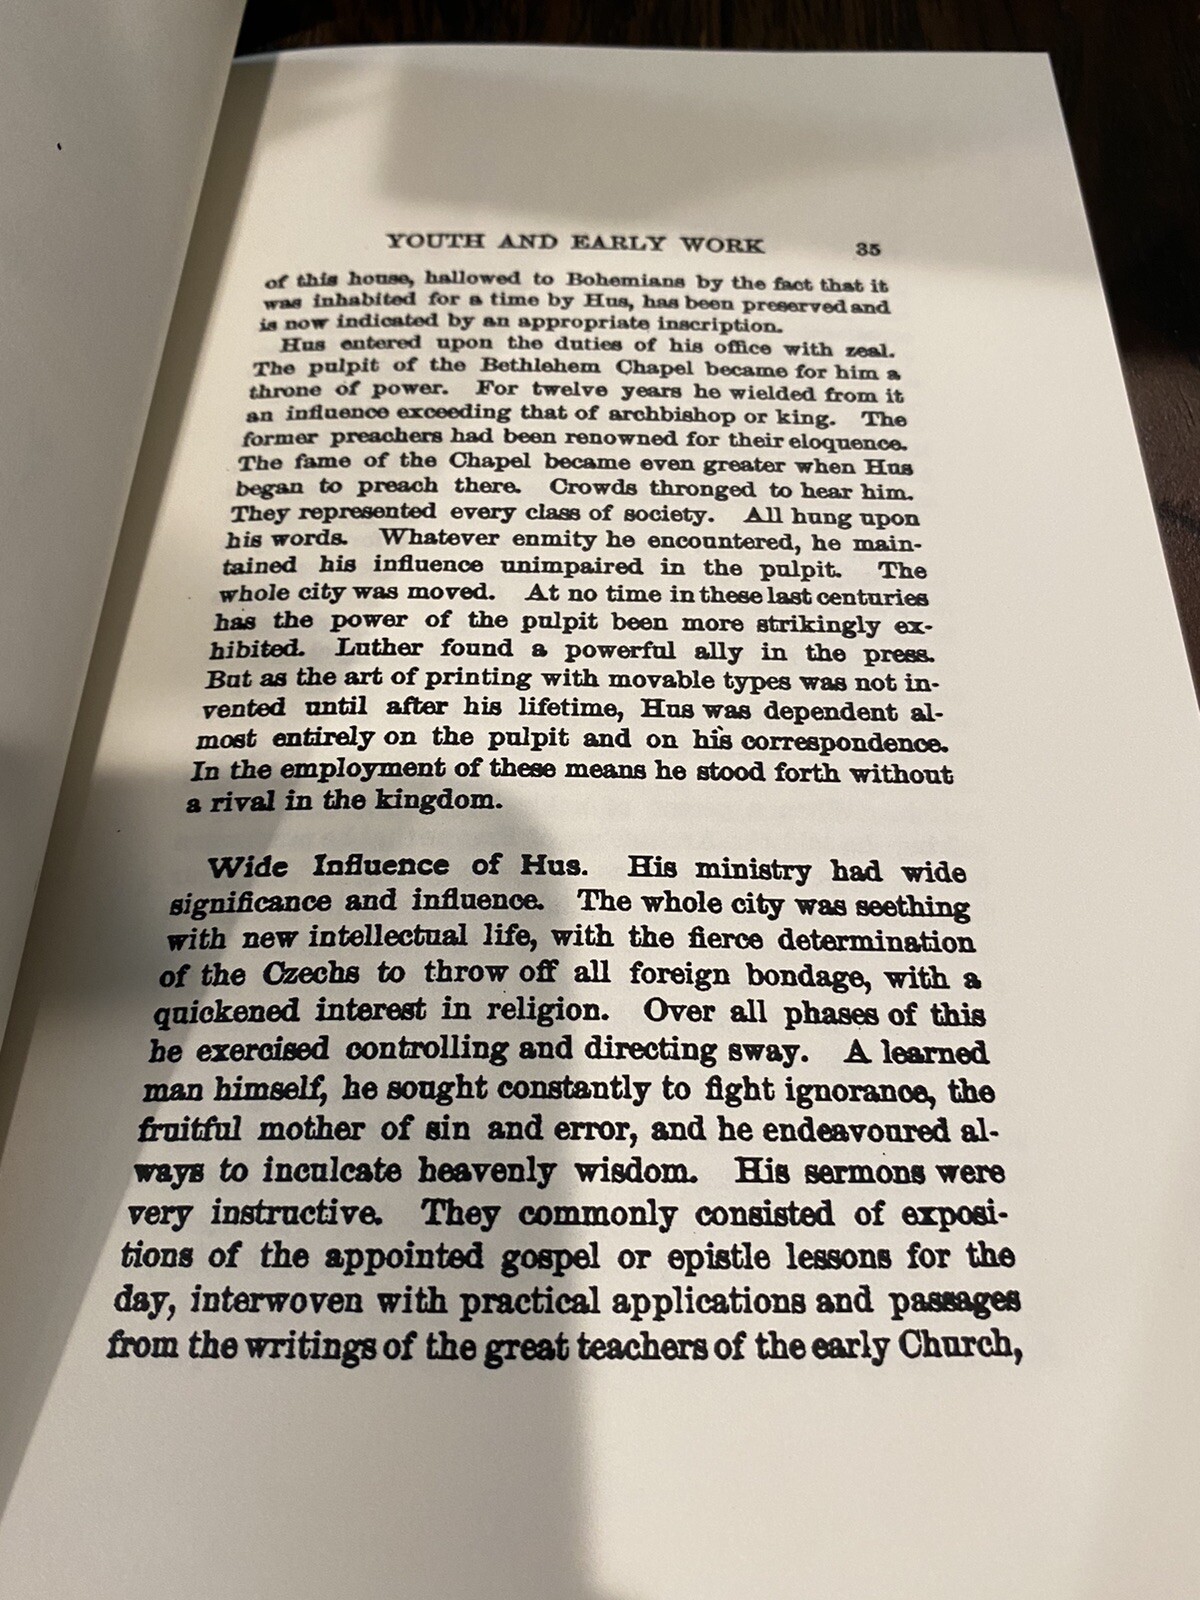 YOUTH AND EARLY WORK 35
of this house, hallowed to Bohemians by the fact that it
was inhabited for a time by Hus, has been preserved and
is now indicated by an appropriate inscription.
Hus entered upon the duties of his office with zeal.
The pulpit of the Bethlehem Chapel became for him a
throne of power. For twelve years he wielded from it
an influence exceeding that of archbishop or king. The
former preachers had been renowned for their eloquence.
The fame of the Chapel became even greater when Hus
began to preach there. Crowds thronged to hear him.
They represented every class of society. All hung upon
his words. Whatever enmity he encountered, he main-
tained his influence unimpaired in the pulpit. The
whole city was moved. At no time in these last centuries
has the power of the pulpit been more strikingly ex-
hibited. Luther found a powerful ally in the press.
But as the art of printing with movable types was not in-
vented until after his lifetime, Hus was dependent al-
most entirely on the pulpit and on his correspondence.
In the employment of these means he stood forth without
a rival in the kingdom.
Wide Influence of Hus. His ministry had wide
significance and influence. The whole city was seething
with new intellectual life, with the fierce determination
of the Czechs to throw off all foreign bondage, with a
quickened interest in religion. Over all phases of this
he exercised controlling and directing sway. A learned
man himself, he sought constantly to fight ignorance, the
fruitful mother of sin and error, and he endeavoured al-
ways to inculcate heavenly wisdom. His sermons were
very instructive. They commonly consisted of exposi-
tions of the appointed gospel or epistle lessons for the
day, interwoven with practical applications and passages
from the writings of the great teachers of the early Church,